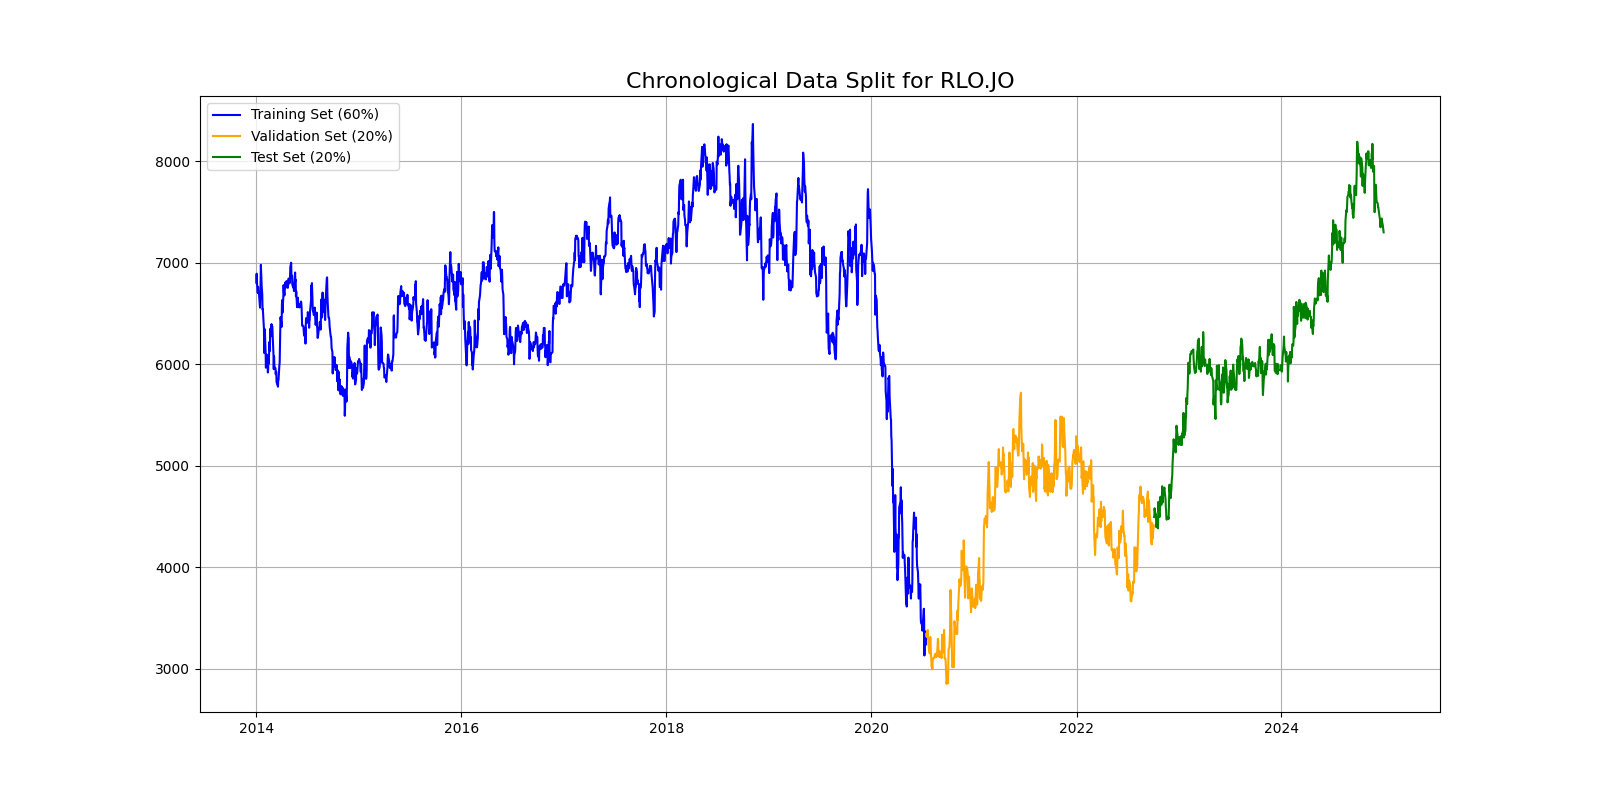 Chronological Data Split for RLO.JO
Training Set (60%)
Validation Set (20%)
Test Set (20%)
8000
7000
6000
5000
4000
3000
2014 2016 2018 2020 2022 2024